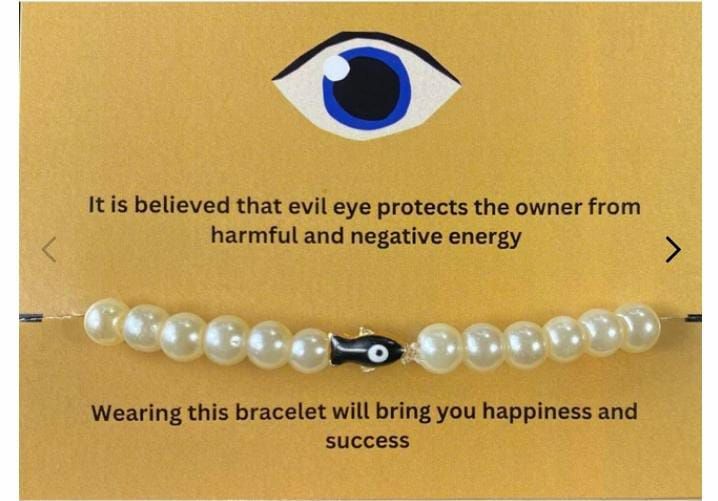 It is believed that evil eye protects the owner from
harmful and negative energy
Wearing this bracelet will bring you happiness and
success